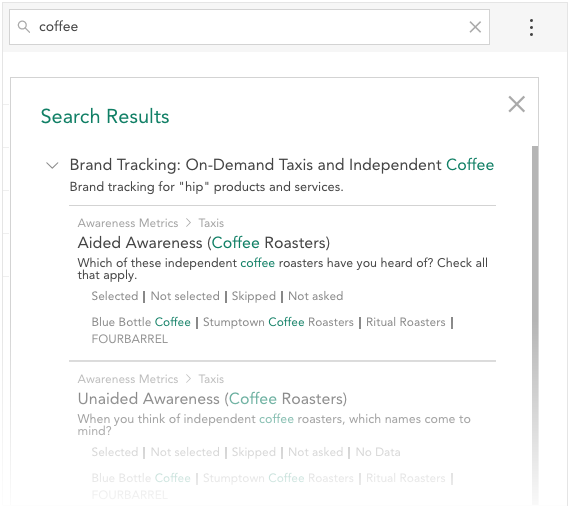 coffee
Search Results
Brand Tracking: On-Demand Taxis and Independent Coffee
Brand tracking for "hip" products and services.
Awareness Metrics > Taxis
Aided Awareness (Coffee Roasters)
Which of these independent coffee roasters have you heard of? Check all
that apply.
Selected | Not selected | Skipped | Not asked
Blue Bottle Coffee | Stumptown Coffee Roasters | Ritual Roasters |
FOURBARREL
Awareness Metrics > Taxis
Unaided Awareness (Coffee Roasters)
When you think of independent coffee roasters, which names come to
mind?
Selected | Not selected | Skipped | Not asked | No Data
Blue Bottle Coffee | Stumptown Coffee Roasters | Ritual Roasters |
FOURBARREL